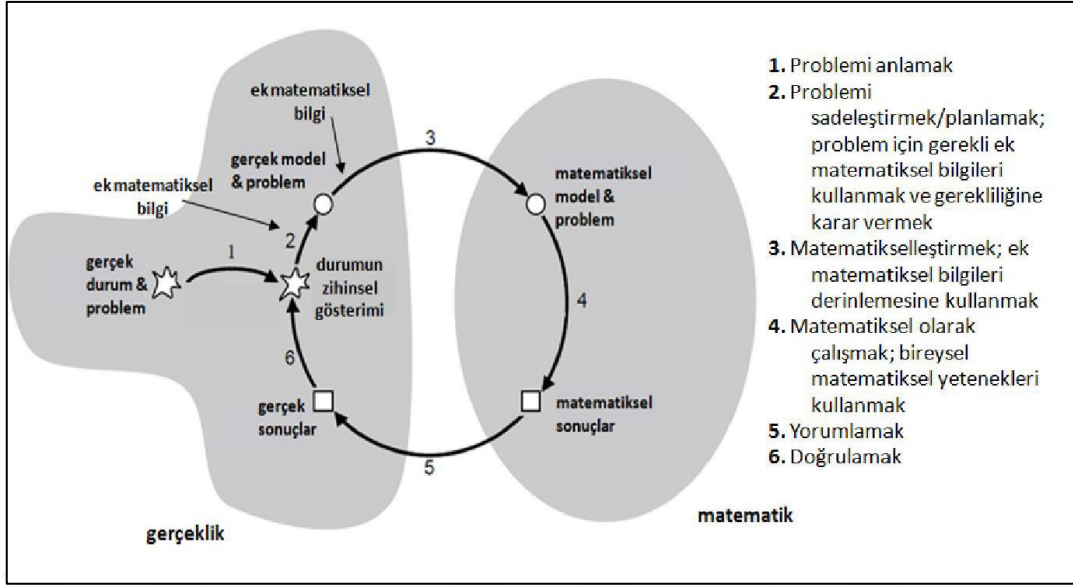 ek matematiksel
bilgi
gerçek model
& problem
ek matematiksel
bilgi
3
matematiksel
model &
problem
2
1
gerçek
durum &
problem
durumun
zihinsel
gösterimi
4
6
gerçek
sonuçlar
matematiksel
sonuçlar
5
gerçeklik
matematik
1. Problemi anlamak
2. Problemi
sadeleştirmek/planlamak;
problem için gerekli ek
matematiksel bilgileri
kullanmak ve gerekliliğine
karar vermek
3. Matematikselleştirmek; ek
matematiksel bilgileri
derinlemesine kullanmak
4. Matematiksel olarak
çalışmak; bireysel
matematiksel yetenekleri
kullanmak
5. Yorumlamak
6. Doğrulamak